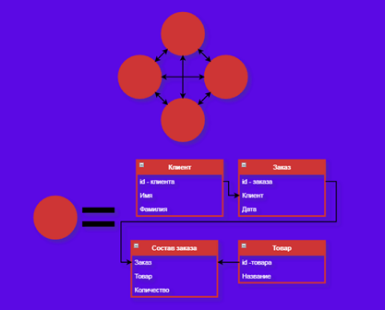 Клиент
id - клиента
Имя
Фамилия
Заказ
id - заказа
Клиент
Дата
Состав заказа
Заказ
Товар
Количество
Товар
id -товара
Название